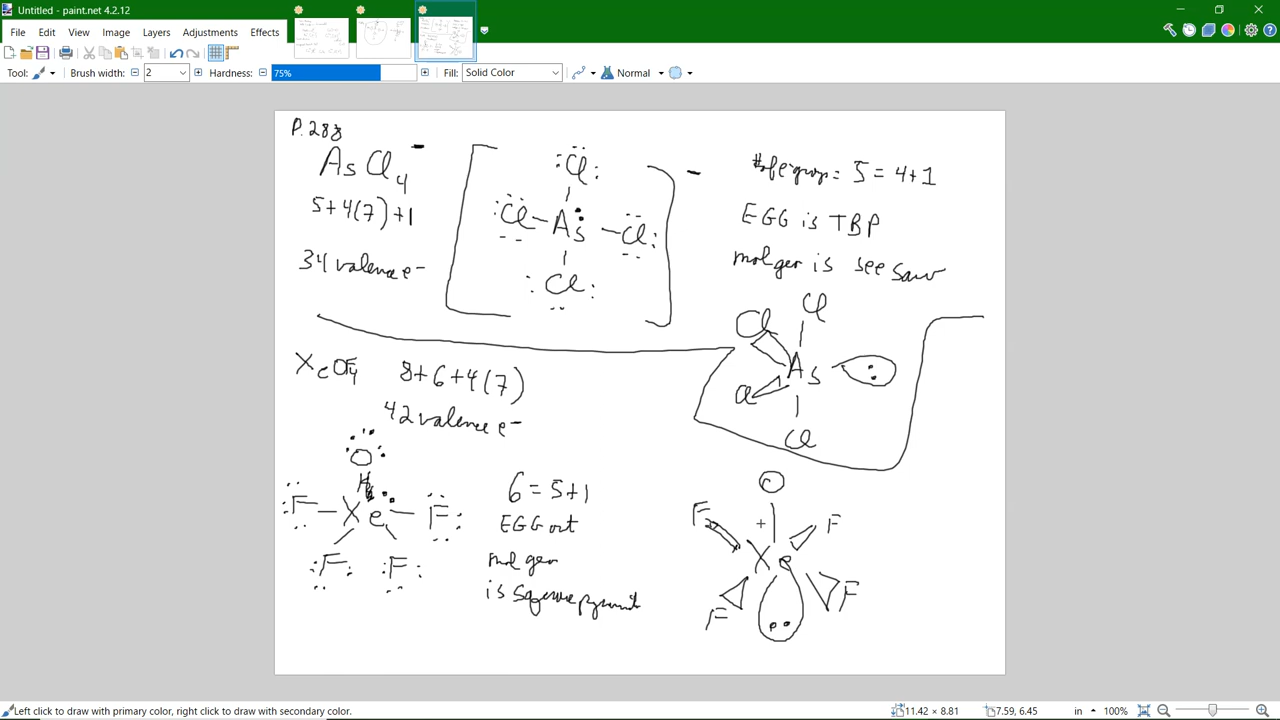 Untitled - paint.net 4.2.12
File Edit View Image Layers Adjustments Effects
Tool: Brush width: 2 Hardness: 75% Fill: Solid Color Normal
P. 288
AsCl4 -
5+4(7)+1
34 valence e-
:Cl:
:Cl - As - Cl:
:Cl:
-
# of e- groups = 5 = 4+1
EGG is TBP
mol geo is see saw
Cl
Cl
As
Cl
Cl
XeOF4 8+6+4(7)
42 valence e-
O
:F - Xe - F:
:F: :F:
6 = 5+1
EGG oct
mol geo
is square pyramid
O
F F
Xe
F F
Left click to draw with primary color, right click to draw with secondary color.
11.42 × 8.81 7.59, 6.45 in 100%